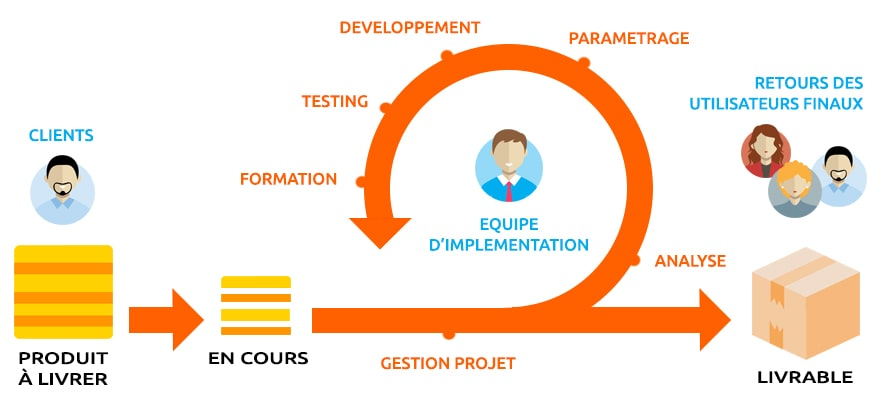 DEVELOPPEMENT
PARAMETRAGE
RETOURS DES
UTILISATEURS FINAUX
TESTING
CLIENTS
FORMATION
EQUIPE
D'IMPLEMENTATION
ANALYSE
PRODUIT
À LIVRER
EN COURS
GESTION PROJET
LIVRABLE